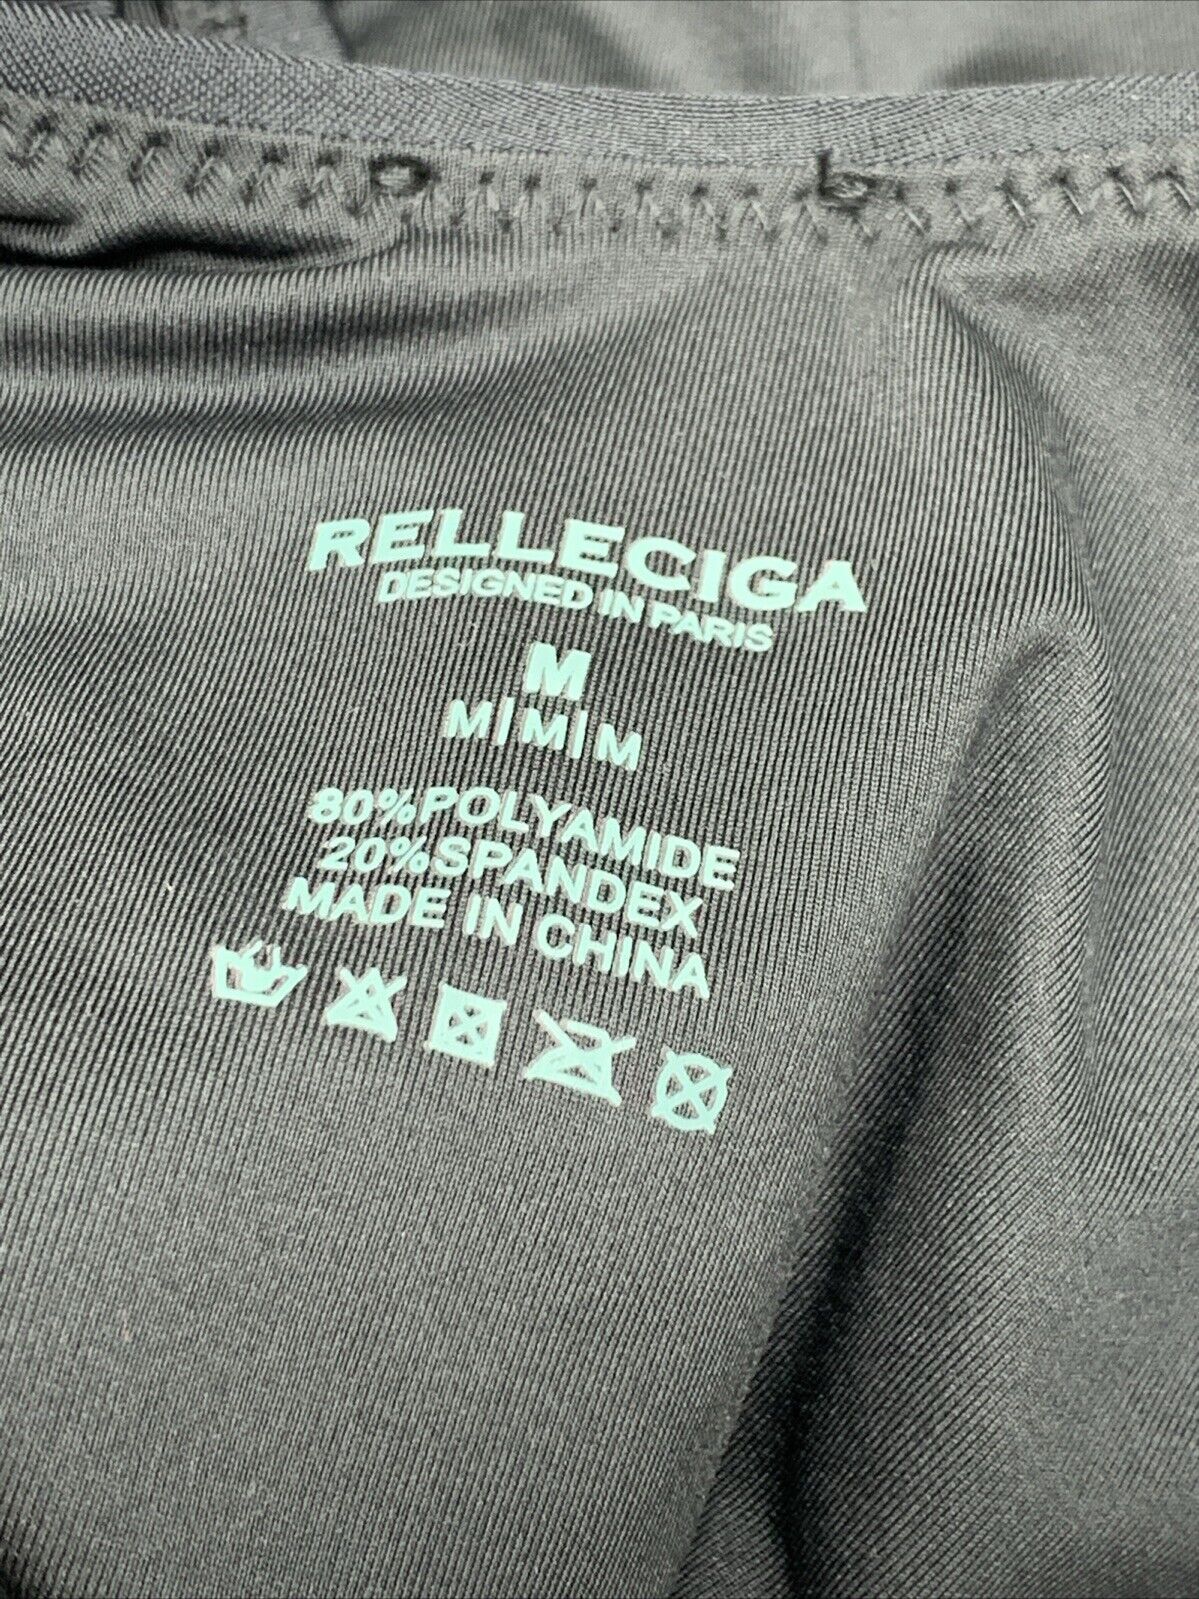 RELLECIGA
DESIGNED IN PARIS
M
M|M|M
80%POLYAMIDE
20%SPANDEX
MADE IN CHINA